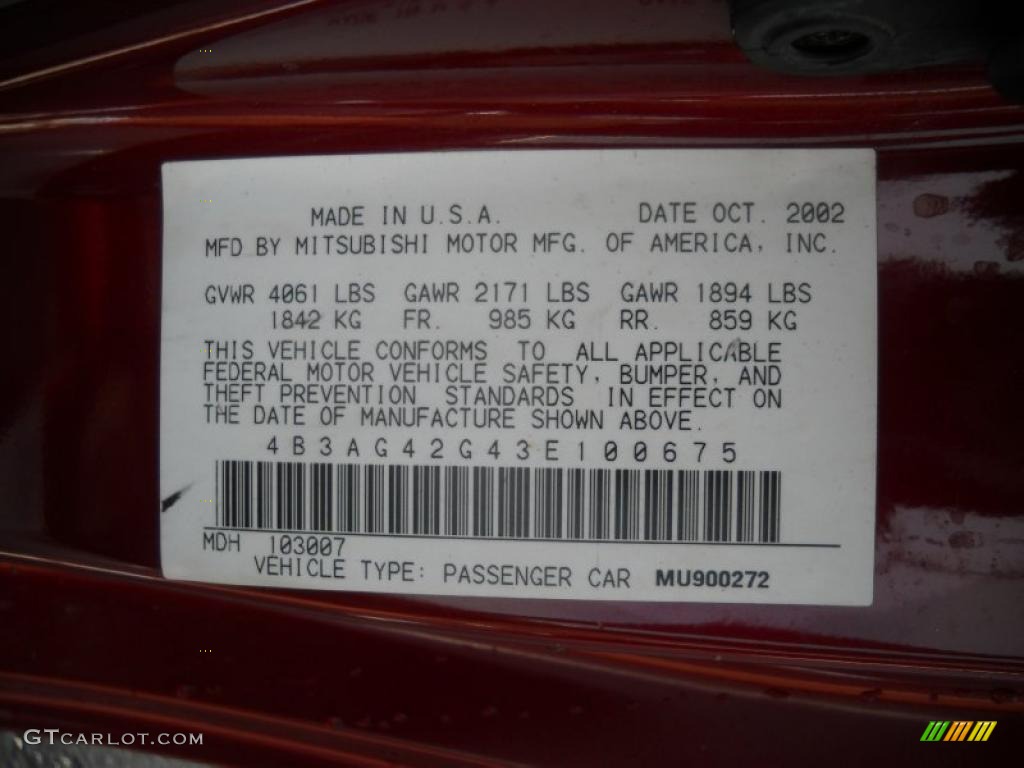 MADE IN U.S.A. DATE OCT. 2002
MFD BY MITSUBISHI MOTOR MFG. OF AMERICA, INC.
GVWR 4061 LBS GAWR 2171 LBS GAWR 1894 LBS
1842 KG FR. 985 KG RR. 859 KG
THIS VEHICLE CONFORMS TO ALL APPLICABLE
FEDERAL MOTOR VEHICLE SAFETY, BUMPER, AND
THEFT PREVENTION STANDARDS IN EFFECT ON
THE DATE OF MANUFACTURE SHOWN ABOVE.
4B3AG42G43E100675
MDH 103007
VEHICLE TYPE: PASSENGER CAR MU900272
GTCARLOT.COM